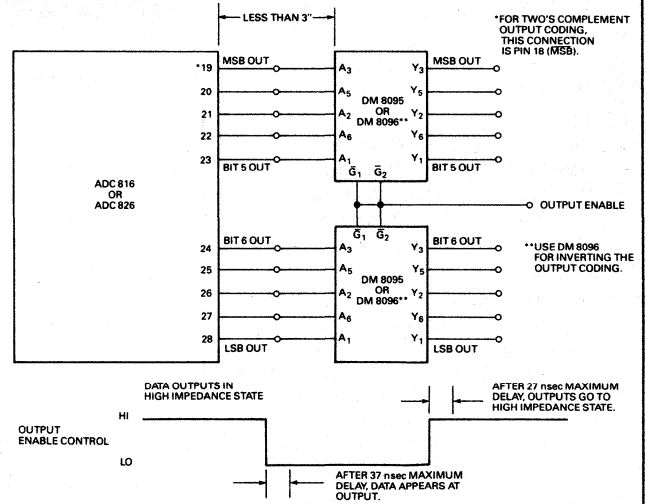 LESS THAN 3"
*FOR TWO'S COMPLEMENT
OUTPUT CODING,
THIS CONNECTION
IS PIN 18 (M̅S̅B̅).
*19 MSB OUT A3 Y3 MSB OUT
20 A5 Y5
21 A2 Y2
22 A6 Y6
23 BIT 5 OUT A1 Y1 BIT 5 OUT
DM 8095
OR
DM 8096**
G̅1 G̅2
ADC 816
OR
ADC 826
OUTPUT ENABLE
G̅1 G̅2
24 BIT 6 OUT A3 Y3 BIT 6 OUT
25 A5 Y5
26 A2 Y2
27 A6 Y6
28 LSB OUT A1 Y1 LSB OUT
DM 8095
OR
DM 8096**
**USE DM 8096
FOR INVERTING THE
OUTPUT CODING.
DATA OUTPUTS IN
HIGH IMPEDANCE STATE
AFTER 27 nsec MAXIMUM
DELAY, OUTPUTS GO TO
HIGH IMPEDANCE STATE.
HI
OUTPUT
ENABLE CONTROL
LO
AFTER 37 nsec MAXIMUM
DELAY, DATA APPEARS AT
OUTPUT.